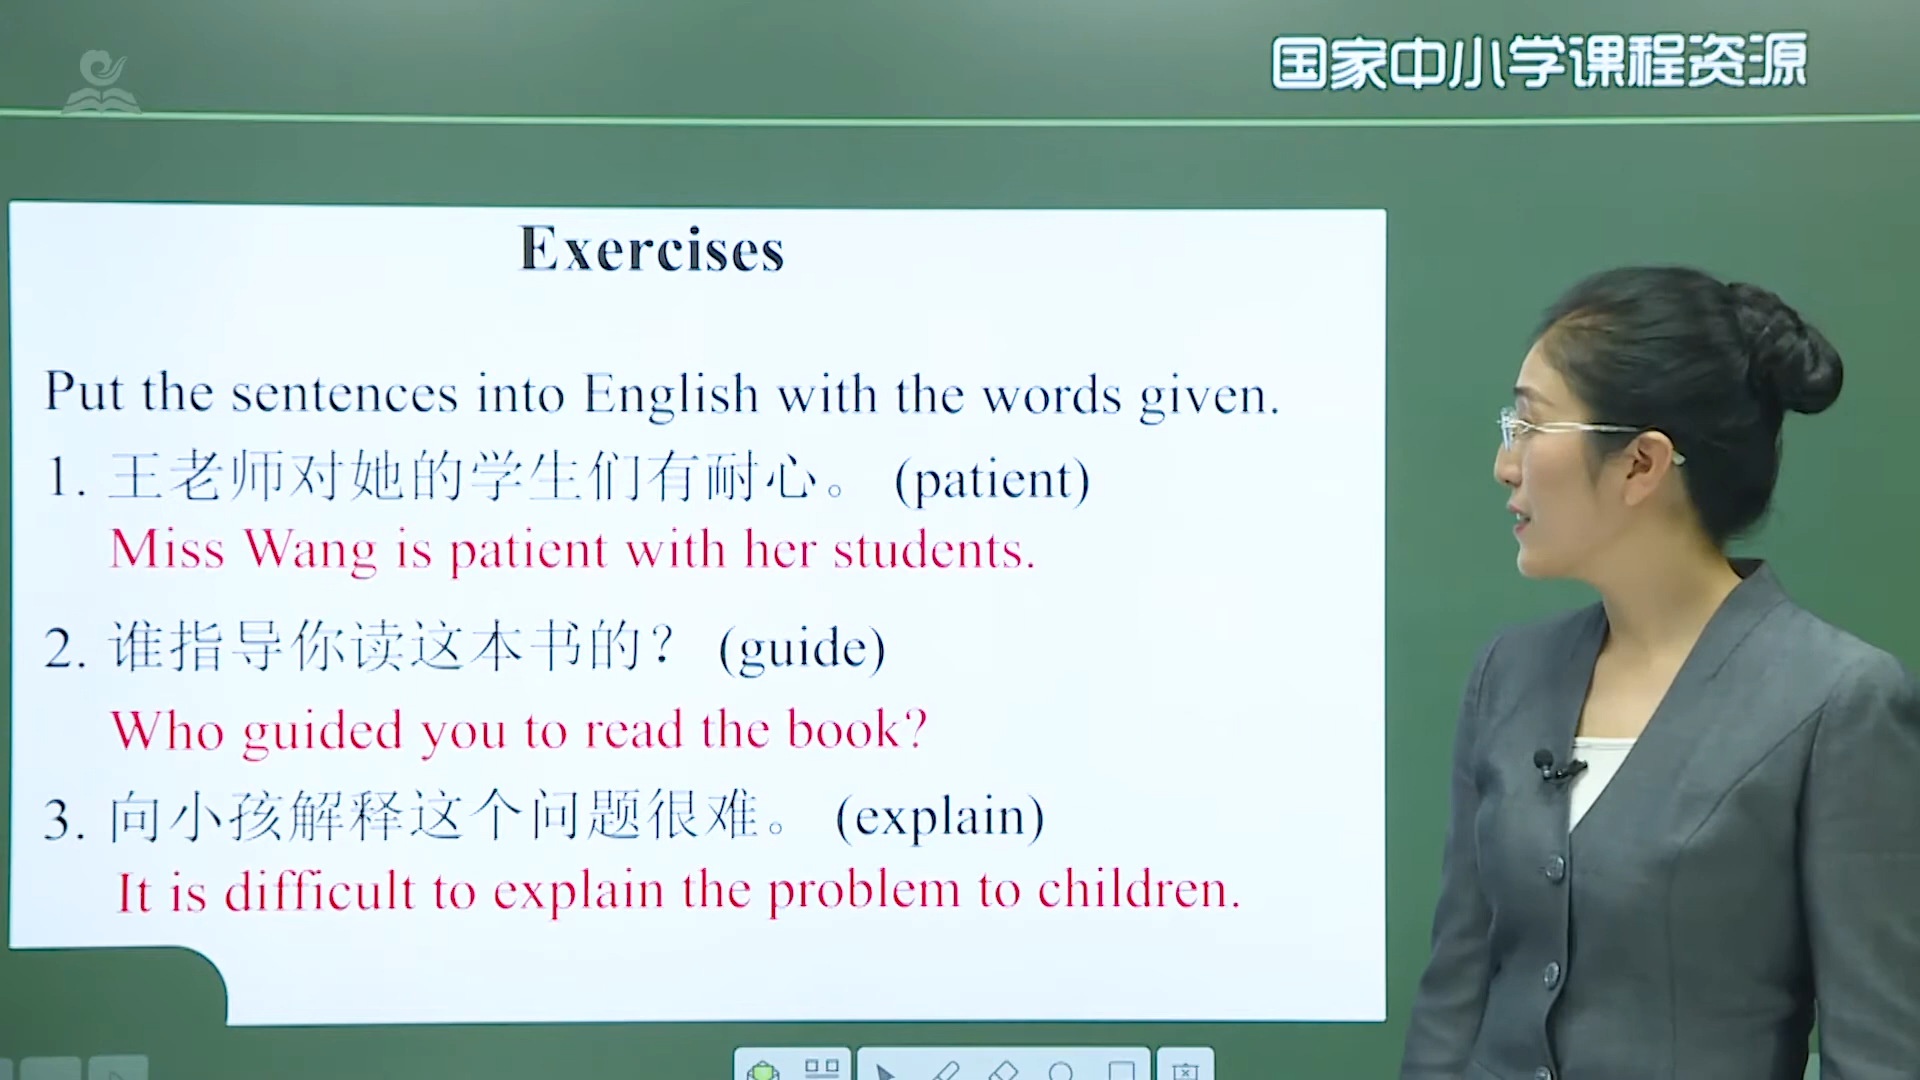 国家中小学课程资源
Exercises
Put the sentences into English with the words given.
1. 王老师对她的学生们有耐心。 (patient)
Miss Wang is patient with her students.
2. 谁指导你读这本书的？ (guide)
Who guided you to read the book?
3. 向小孩解释这个问题很难。 (explain)
It is difficult to explain the problem to children.